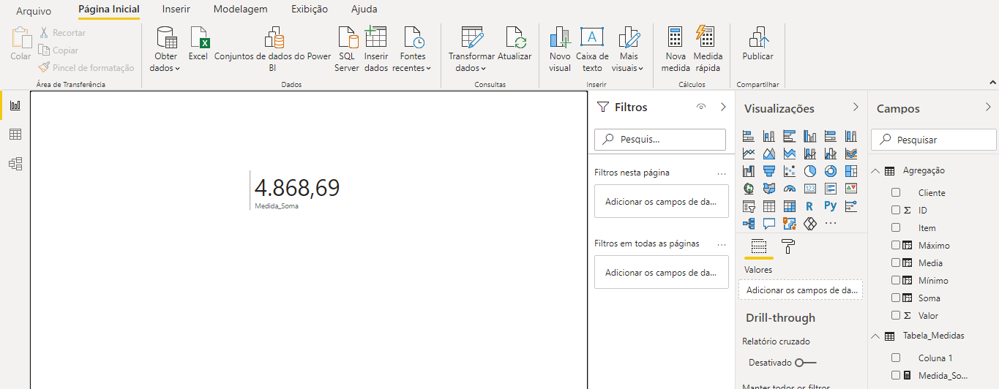 Arquivo
Página Inicial
Inserir
Modelagem
Exibição
Ajuda
Colar
Recortar
Copiar
Pincel de formatação
Área de Transferência
Obter
dados
Excel
Conjuntos de dados do Power
BI
SQL
Server
Inserir
dados
Fontes
recentes
Dados
Transformar
dados
Atualizar
Consultas
Novo
visual
Caixa de
texto
Mais
visuais
Inserir
Nova
medida
Medida
rápida
Cálculos
Publicar
Compartilhar
4.868,69
Medida_Soma
Filtros
Pesquis...
Filtros nesta página
...
Adicionar os campos de da...
Filtros em todas as páginas
...
Adicionar os campos de da...
Visualizações
123
R
Py
...
Valores
Adicionar os campos de da...
Drill-through
Relatório cruzado
Desativado
Manter todos os filtros
Campos
Pesquisar
Agregação
Cliente
Σ ID
Item
Máximo
Media
Mínimo
Soma
Σ Valor
Tabela_Medidas
Coluna 1
Medida_So...